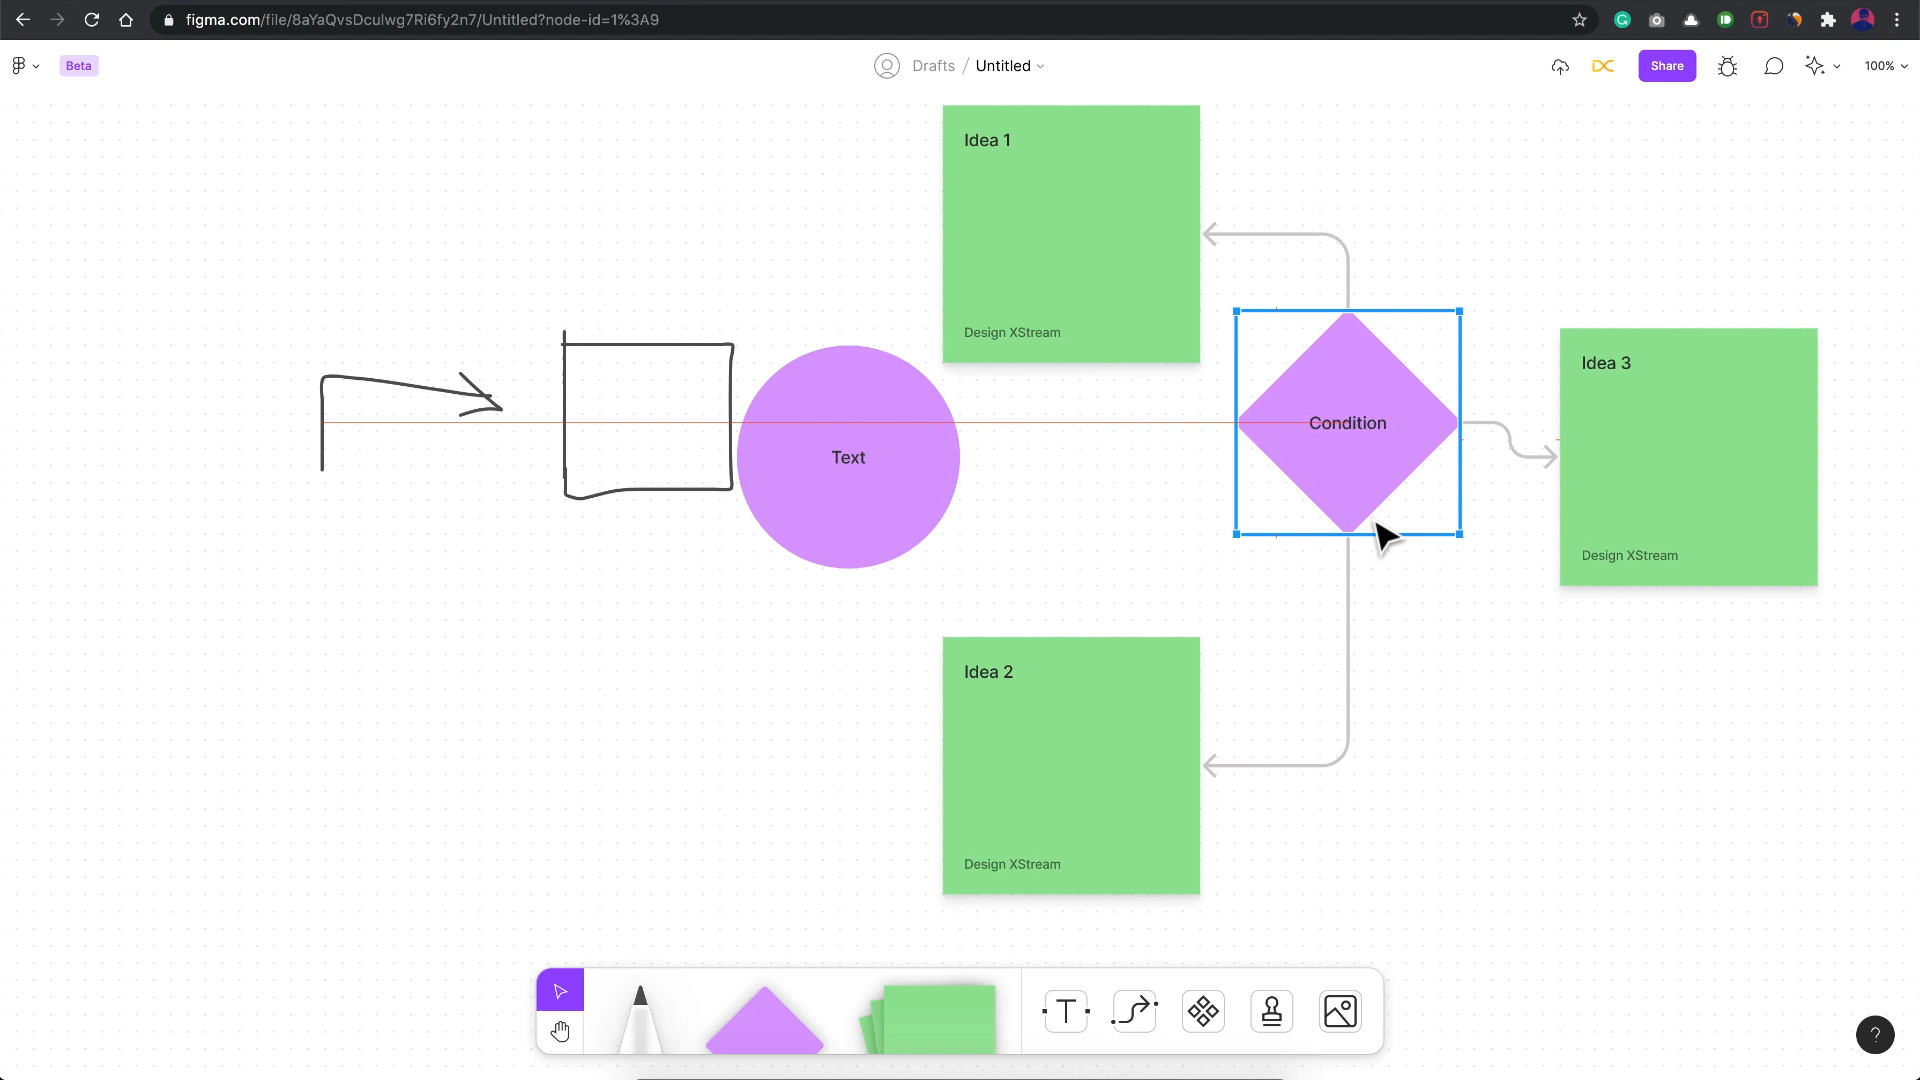 figma.com/file/8aYaQvsDculwg7Ri6fy2n7/Untitled?node-id=1%3A9
Beta
Drafts / Untitled
Share
100%
Idea 1
Design XStream
Condition
Idea 3
Design XStream
Text
Idea 2
Design XStream
T
?